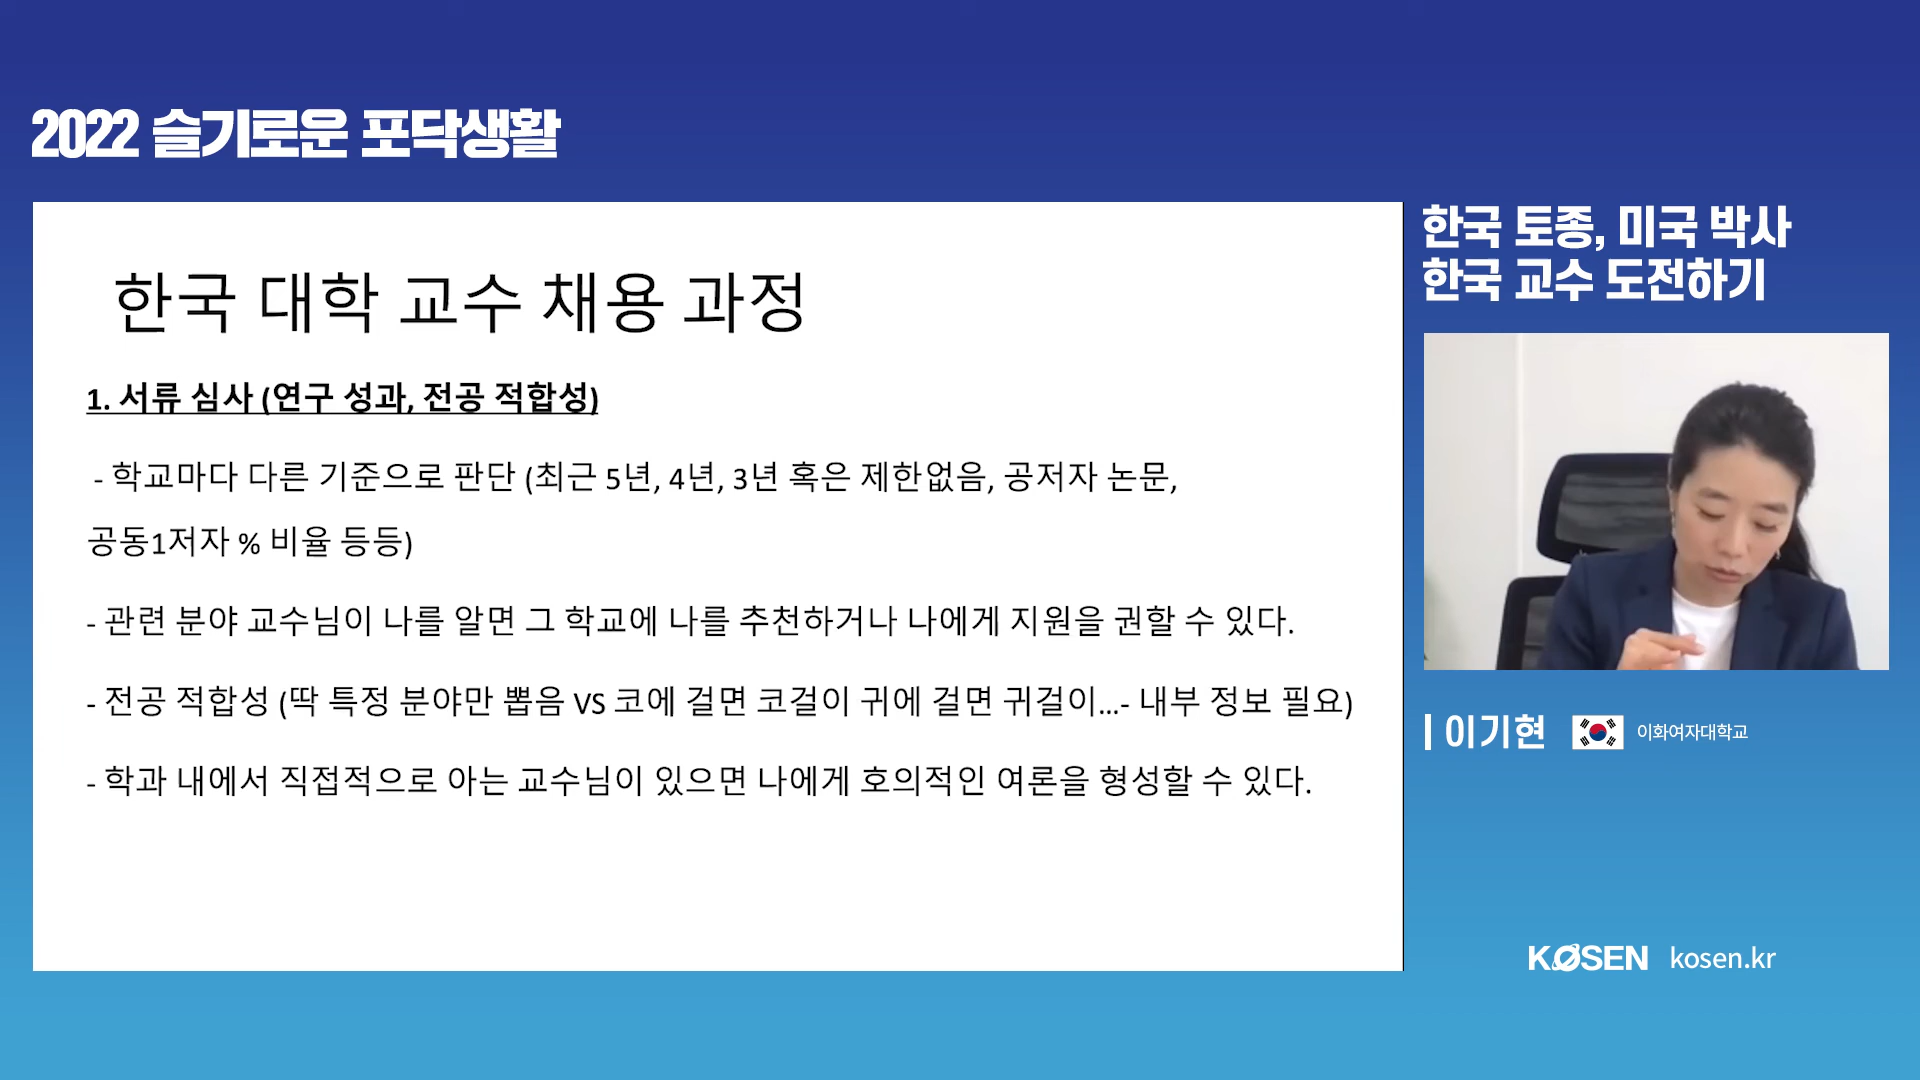 2022 슬기로운 포닥생활
한국 대학 교수 채용 과정
1. 서류 심사 (연구 성과, 전공 적합성)
- 학교마다 다른 기준으로 판단 (최근 5년, 4년, 3년 혹은 제한없음, 공저자 논문,
공동1저자 % 비율 등등)
- 관련 분야 교수님이 나를 알면 그 학교에 나를 추천하거나 나에게 지원을 권할 수 있다.
- 전공 적합성 (딱 특정 분야만 뽑음 VS 코에 걸면 코걸이 귀에 걸면 귀걸이...- 내부 정보 필요)
- 학과 내에서 직접적으로 아는 교수님이 있으면 나에게 호의적인 여론을 형성할 수 있다.
한국 토종, 미국 박사
한국 교수 도전하기
이기현 이화여자대학교
KOSEN kosen.kr